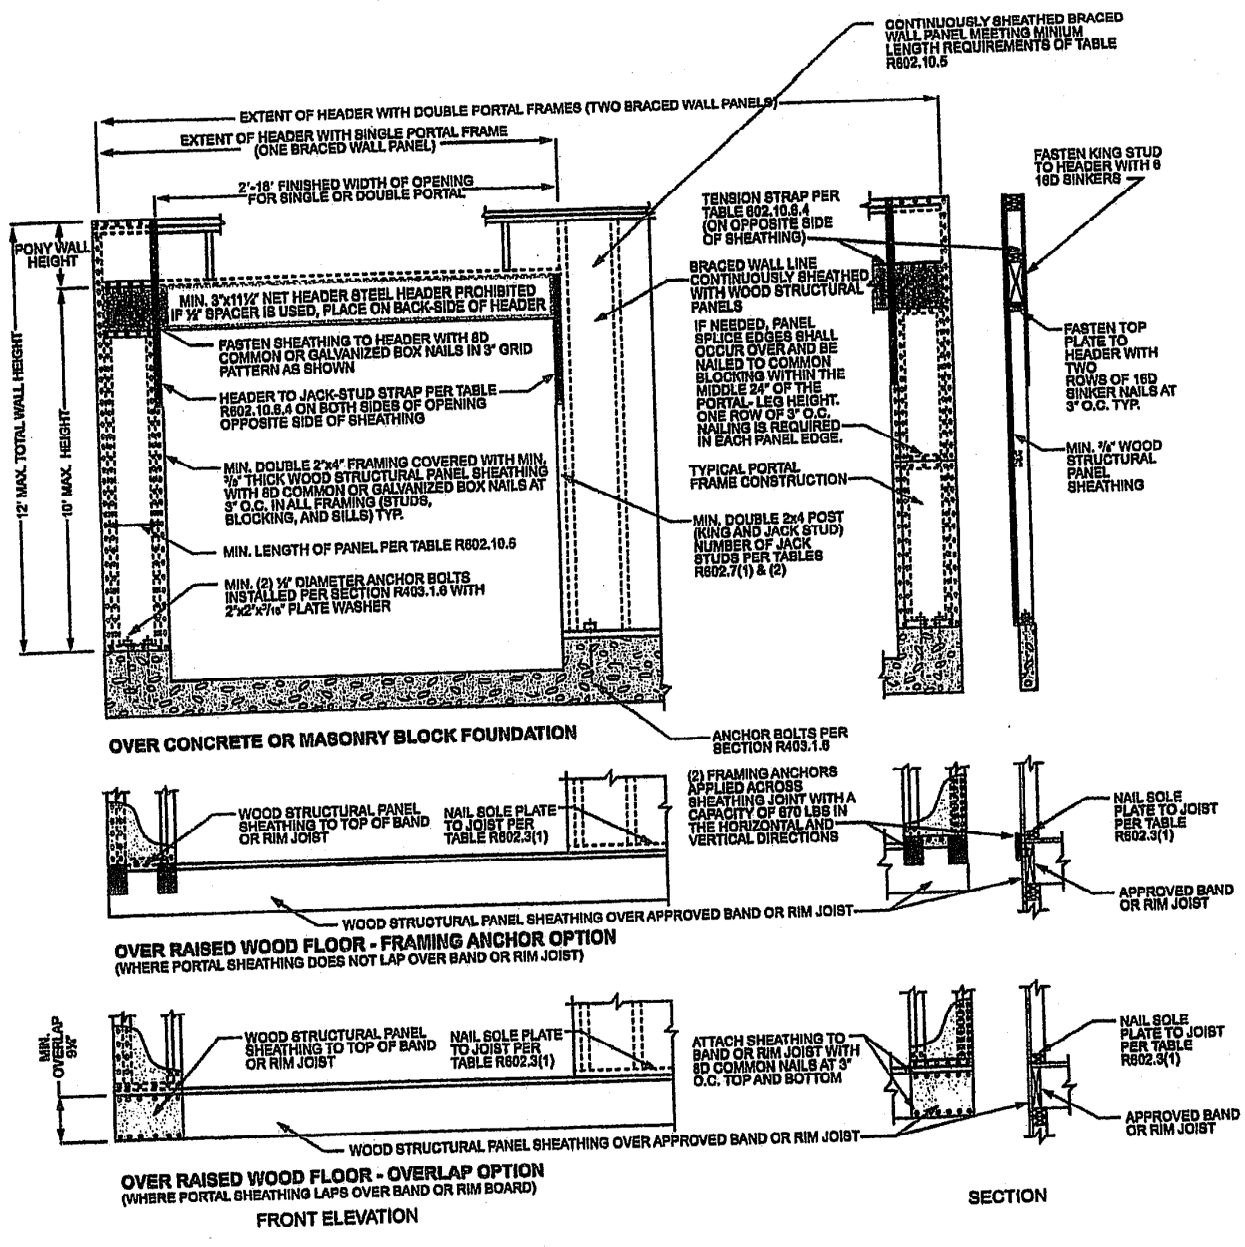 CONTINUOUSLY SHEATHED BRACED
WALL PANEL MEETING MINIUM
LENGTH REQUIREMENTS OF TABLE
R602.10.5
EXTENT OF HEADER WITH DOUBLE PORTAL FRAMES (TWO BRACED WALL PANELS)
EXTENT OF HEADER WITH SINGLE PORTAL FRAME
(ONE BRACED WALL PANEL)
2'-18' FINISHED WIDTH OF OPENING
FOR SINGLE OR DOUBLE PORTAL
FASTEN KING STUD
TO HEADER WITH 6
16D SINKERS
TENSION STRAP PER
TABLE 602.10.6.4
(ON OPPOSITE SIDE
OF SHEATHING)
PONY WALL
HEIGHT
12' MAX. TOTAL WALL HEIGHT
10' MAX. HEIGHT
MIN. 3"x11¼" NET HEADER STEEL HEADER PROHIBITED
IF ½" SPACER IS USED, PLACE ON BACK-SIDE OF HEADER
BRACED WALL LINE
CONTINUOUSLY SHEATHED
WITH WOOD STRUCTURAL
PANELS
FASTEN SHEATHING TO HEADER WITH 8D
COMMON OR GALVANIZED BOX NAILS IN 3" GRID
PATTERN AS SHOWN
IF NEEDED, PANEL
SPLICE EDGES SHALL
OCCUR OVER AND BE
NAILED TO COMMON
BLOCKING WITHIN THE
MIDDLE 24" OF THE
PORTAL- LEG HEIGHT.
ONE ROW OF 3" O.C.
NAILING IS REQUIRED
IN EACH PANEL EDGE.
FASTEN TOP
PLATE TO
HEADER WITH
TWO
ROWS OF 16D
SINKER NAILS AT
3" O.C. TYP.
HEADER TO JACK-STUD STRAP PER TABLE
R602.10.6.4 ON BOTH SIDES OF OPENING
OPPOSITE SIDE OF SHEATHING
MIN. 3/8" WOOD
STRUCTURAL
PANEL
SHEATHING
MIN. DOUBLE 2"x4" FRAMING COVERED WITH MIN.
3/8" THICK WOOD STRUCTURAL PANEL SHEATHING
WITH 8D COMMON OR GALVANIZED BOX NAILS AT
3" O.C. IN ALL FRAMING (STUDS,
BLOCKING, AND SILLS) TYP.
TYPICAL PORTAL
FRAME CONSTRUCTION
MIN. LENGTH OF PANEL PER TABLE R602.10.5
MIN. DOUBLE 2x4 POST
(KING AND JACK STUD)
NUMBER OF JACK
STUDS PER TABLES
R602.7(1) & (2)
MIN. (2) ½" DIAMETER ANCHOR BOLTS
INSTALLED PER SECTION R403.1.6 WITH
2"x2"x3/16" PLATE WASHER
OVER CONCRETE OR MASONRY BLOCK FOUNDATION
ANCHOR BOLTS PER
SECTION R403.1.6
WOOD STRUCTURAL PANEL
SHEATHING TO TOP OF BAND
OR RIM JOIST
NAIL SOLE PLATE
TO JOIST PER
TABLE R602.3(1)
(2) FRAMING ANCHORS
APPLIED ACROSS
SHEATHING JOINT WITH A
CAPACITY OF 670 LBS IN
THE HORIZONTAL AND
VERTICAL DIRECTIONS
NAIL SOLE
PLATE TO JOIST
PER TABLE
R602.3(1)
APPROVED BAND
OR RIM JOIST
WOOD STRUCTURAL PANEL SHEATHING OVER APPROVED BAND OR RIM JOIST
OVER RAISED WOOD FLOOR - FRAMING ANCHOR OPTION
(WHERE PORTAL SHEATHING DOES NOT LAP OVER BAND OR RIM JOIST)
MIN.
OVERLAP
9¼"
WOOD STRUCTURAL PANEL
SHEATHING TO TOP OF BAND
OR RIM JOIST
NAIL SOLE PLATE
TO JOIST PER
TABLE R602.3(1)
ATTACH SHEATHING TO
BAND OR RIM JOIST WITH
8D COMMON NAILS AT 3"
O.C. TOP AND BOTTOM
NAIL SOLE
PLATE TO JOIST
PER TABLE
R602.3(1)
APPROVED BAND
OR RIM JOIST
WOOD STRUCTURAL PANEL SHEATHING OVER APPROVED BAND OR RIM JOIST
OVER RAISED WOOD FLOOR - OVERLAP OPTION
(WHERE PORTAL SHEATHING LAPS OVER BAND OR RIM BOARD)
FRONT ELEVATION
SECTION